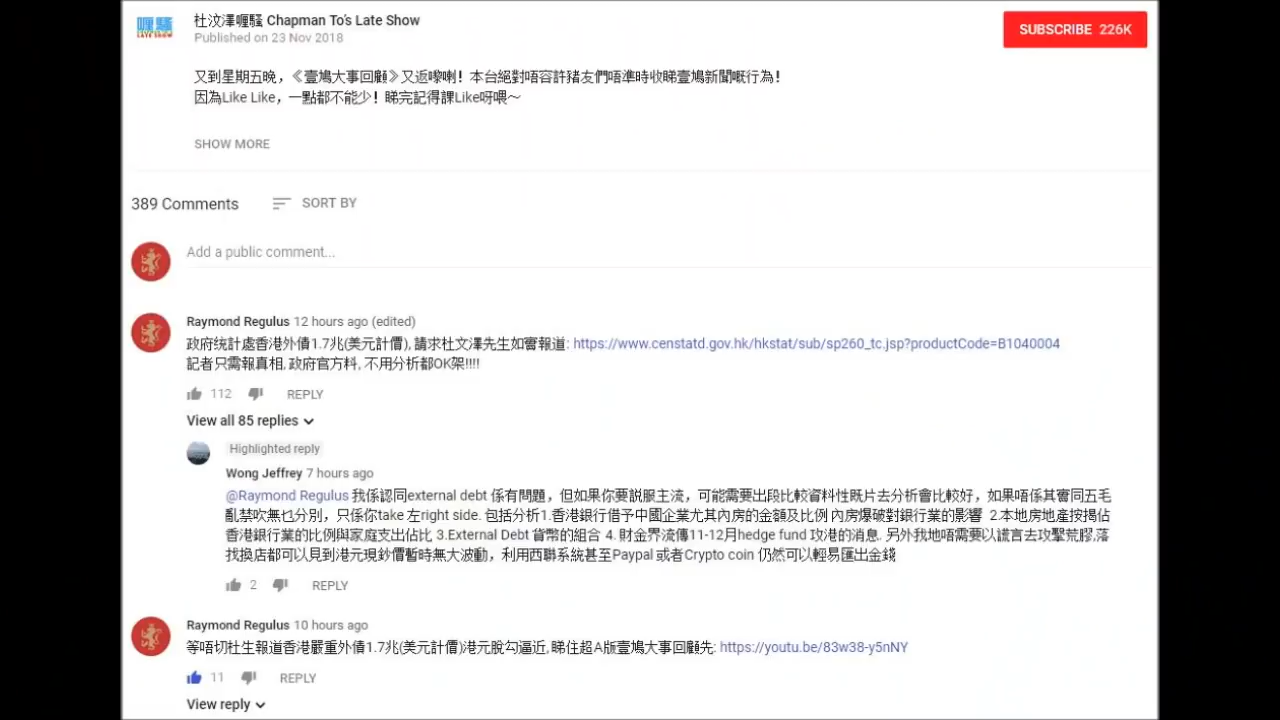 杜汶澤喱騷 Chapman To's Late Show
Published on 23 Nov 2018
SUBSCRIBE 226K
又到星期五晚，《壹鳩大事回顧》又返嚟喇！本台絕對唔容許豬友們唔準時收睇壹鳩新聞嘅行為！
因為Like Like，一點都不能少！睇完記得課Like呀喂～
SHOW MORE
389 Comments
SORT BY
Add a public comment...
Raymond Regulus 12 hours ago (edited)
政府统計處香港外債1.7兆(美元計價), 請求杜文澤先生如實報道: https://www.censtatd.gov.hk/hkstat/sub/sp260_tc.jsp?productCode=B1040004
記者只需報真相, 政府官方料, 不用分析都OK架!!!!
112 REPLY
View all 85 replies
Highlighted reply
Wong Jeffrey 7 hours ago
@Raymond Regulus 我係認同external debt 係有問題，但如果你要説服主流，可能需要出段比較資料性既片去分析會比較好，如果唔係其實同五毛
亂禁吹無乜分別，只係你take 左right side. 包括分析1.香港銀行借予中國企業尤其內房的金額及比例 內房爆破對銀行業的影響 2.本地房地產按揭佔
香港銀行業的比例與家庭支出佔比 3.External Debt 貨幣的組合 4. 財金界流傳11-12月hedge fund 攻港的消息. 另外我地唔需要以謊言去攻擊荒膠,落
找換店都可以見到港元現鈔價暫時無大波動，利用西聯系統甚至Paypal 或者Crypto coin 仍然可以輕易匯出金錢
2 REPLY
Raymond Regulus 10 hours ago
等唔切杜生報道香港嚴重外債1.7兆(美元計價)港元脫勾逼近, 睇住超A版壹鳩大事回顧先: https://youtu.be/83w38-y5nNY
11 REPLY
View reply